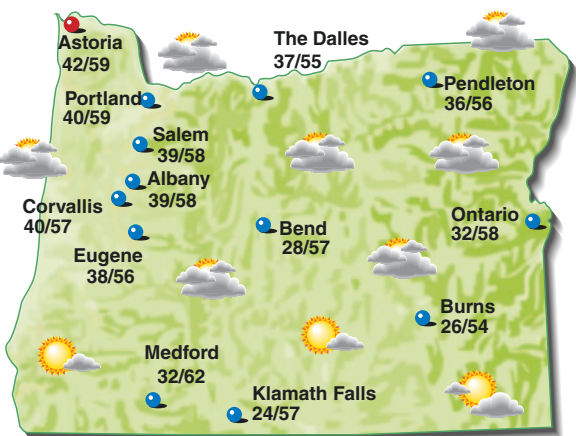 Astoria
42/59
The Dalles
37/55
Pendleton
36/56
Portland
40/59
Salem
39/58
Albany
39/58
Corvallis
40/57
Ontario
32/58
Bend
28/57
Eugene
38/56
Burns
26/54
Medford
32/62
Klamath Falls
24/57